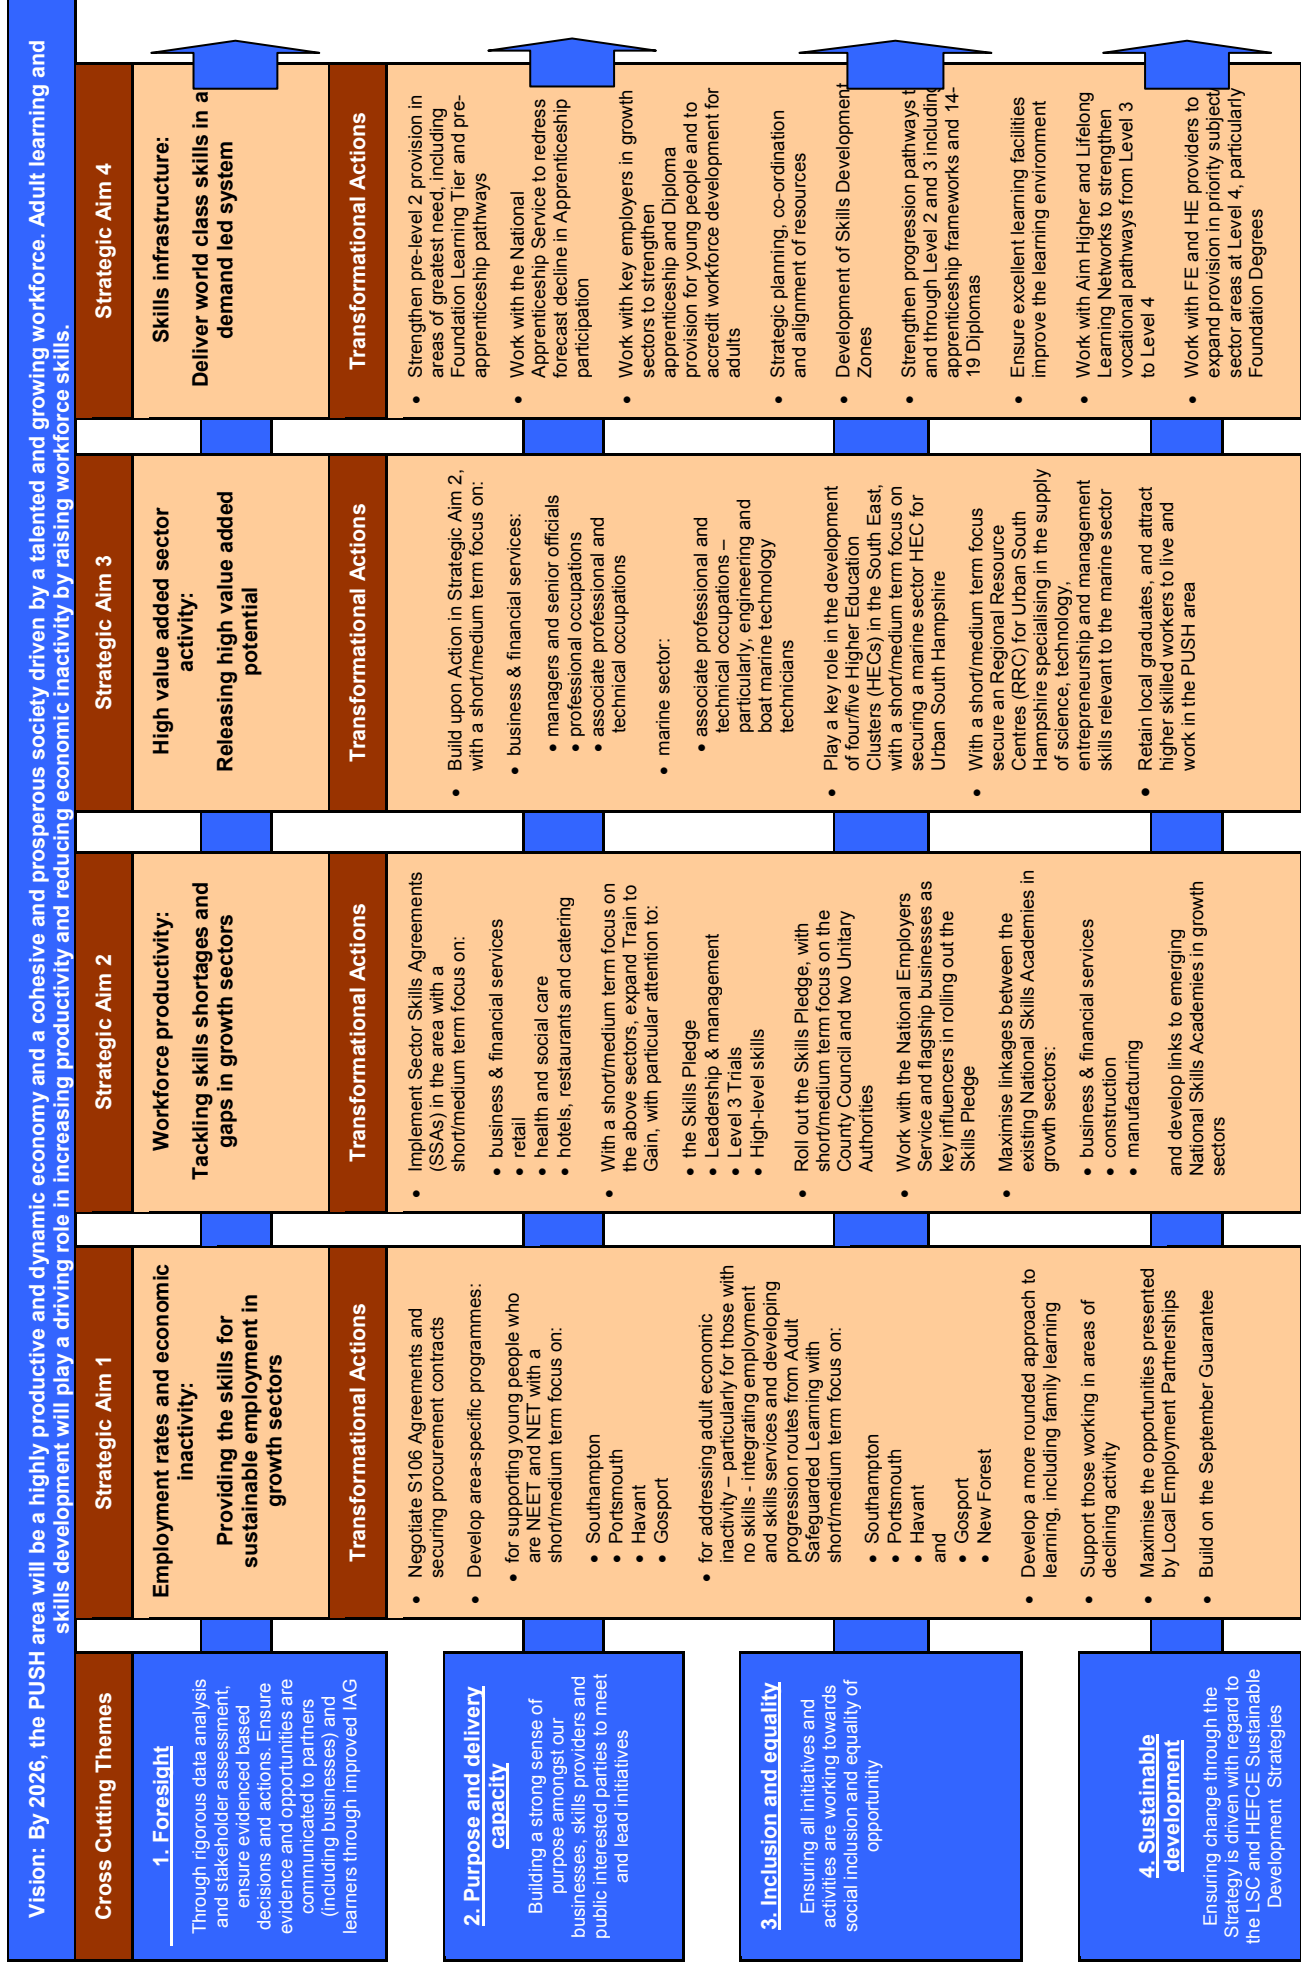 Vision: By 2026, the PUSH area will be a highly productive and dynamic economy and a cohesive and prosperous society driven by a talented and growing workforce. Adult learning and
skills development will play a driving role in increasing productivity and reducing economic inactivity by raising workforce skills.
Cross Cutting Themes
1. Foresight
Through rigorous data analysis
and stakeholder assessment,
ensure evidenced based
decisions and actions. Ensure
evidence and opportunities are
communicated to partners
(including businesses) and
learners through improved IAG
2. Purpose and delivery
capacity
Building a strong sense of
purpose amongst our
businesses, skills providers and
public interested parties to meet
and lead initiatives
3. Inclusion and equality
Ensuring all initiatives and
activities are working towards
social inclusion and equality of
opportunity
4. Sustainable
development
Ensuring change through the
Strategy is driven with regard to
the LSC and HEFCE Sustainable
Development Strategies
Strategic Aim 1
Employment rates and economic
inactivity:
Providing the skills for
sustainable employment in
growth sectors
Transformational Actions
• Negotiate S106 Agreements and
securing procurement contracts
• Develop area-specific programmes:
• for supporting young people who
are NEET and NET with a
short/medium term focus on:
• Southampton
• Portsmouth
• Havant
• Gosport
• for addressing adult economic
inactivity – particularly for those with
no skills - integrating employment
and skills services and developing
progression routes from Adult
Safeguarded Learning with
short/medium term focus on:
• Southampton
• Portsmouth
• Havant
and
• Gosport
• New Forest
• Develop a more rounded approach to
learning, including family learning
• Support those working in areas of
declining activity
• Maximise the opportunities presented
by Local Employment Partnerships
• Build on the September Guarantee
Strategic Aim 2
Workforce productivity:
Tackling skills shortages and
gaps in growth sectors
Transformational Actions
• Implement Sector Skills Agreements
(SSAs) in the area with a
short/medium term focus on:
• business & financial services
• retail
• health and social care
• hotels, restaurants and catering
• With a short/medium term focus on
the above sectors, expand Train to
Gain, with particular attention to:
• the Skills Pledge
• Leadership & management
• Level 3 Trials
• High-level skills
• Roll out the Skills Pledge, with
short/medium term focus on the
County Council and two Unitary
Authorities
• Work with the National Employers
Service and flagship businesses as
key influencers in rolling out the
Skills Pledge
• Maximise linkages between the
existing National Skills Academies in
growth sectors:
• business & financial services
• construction
• manufacturing
and develop links to emerging
National Skills Academies in growth
sectors
Strategic Aim 3
High value added sector
activity:
Releasing high value added
potential
Transformational Actions
• Build upon Action in Strategic Aim 2,
with a short/medium term focus on:
• business & financial services:
• managers and senior officials
• professional occupations
• associate professional and
technical occupations
• marine sector:
• associate professional and
technical occupations –
particularly, engineering and
boat marine technology
technicians
• Play a key role in the development
of four/five Higher Education
Clusters (HECs) in the South East,
with a short/medium term focus on
securing a marine sector HEC for
Urban South Hampshire
• With a short/medium term focus
secure an Regional Resource
Centres (RRC) for Urban South
Hampshire specialising in the supply
of science, technology,
entrepreneurship and management
skills relevant to the marine sector
• Retain local graduates, and attract
higher skilled workers to live and
work in the PUSH area
Strategic Aim 4
Skills infrastructure:
Deliver world class skills in a
demand led system
Transformational Actions
• Strengthen pre-level 2 provision in
areas of greatest need, including
Foundation Learning Tier and pre-
apprenticeship pathways
• Work with the National
Apprenticeship Service to redress
forecast decline in Apprenticeship
participation
• Work with key employers in growth
sectors to strengthen
apprenticeship and Diploma
provision for young people and to
accredit workforce development for
adults
• Strategic planning, co-ordination
and alignment of resources
• Development of Skills Development
Zones
• Strengthen progression pathways
and through Level 2 and 3 including
apprenticeship frameworks and 14-
19 Diplomas
• Ensure excellent learning facilities
improve the learning environment
• Work with Aim Higher and Lifelong
Learning Networks to strengthen
vocational pathways from Level 3
to Level 4
• Work with FE and HE providers to
expand provision in priority subject/
sector areas at Level 4, particularly
Foundation Degrees